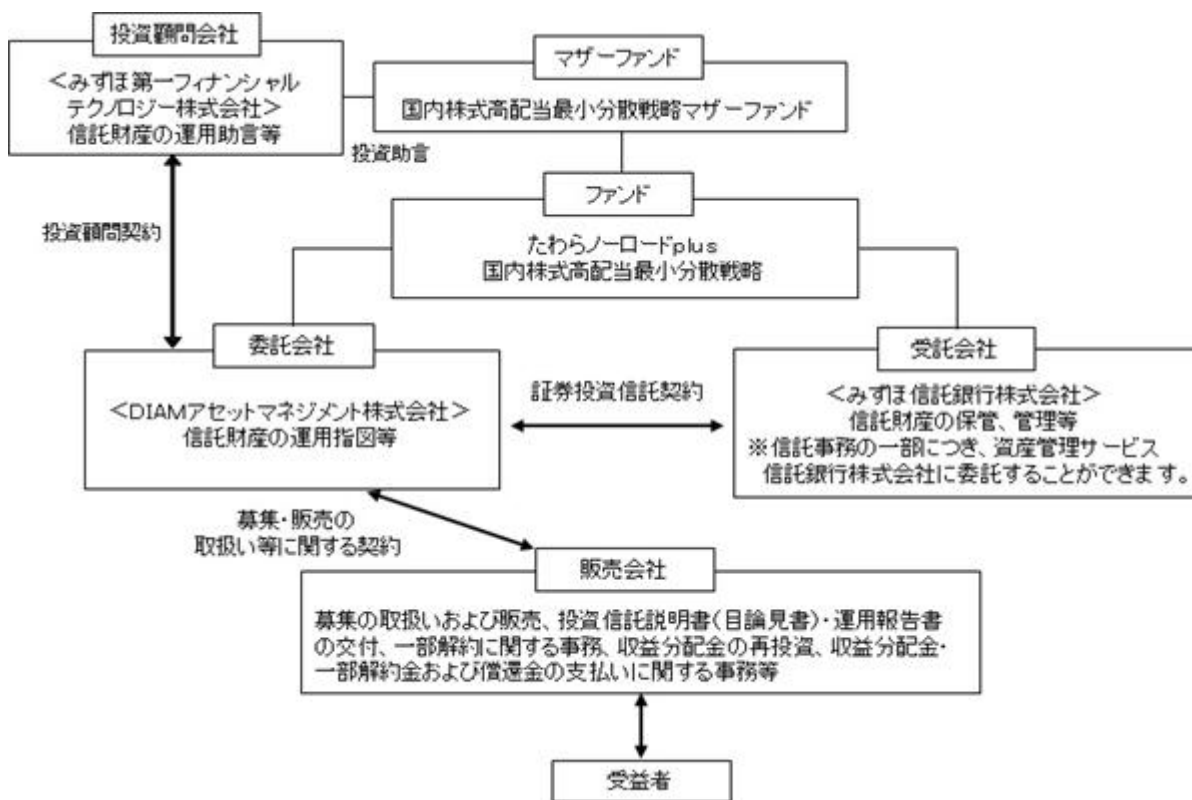 投資顧問会社
＜みずほ第一フィナンシャル
テクノロジー株式会社＞
信託財産の運用助言等
マザーファンド
国内株式高配当最小分散戦略マザーファンド
投資助言
ファンド
たわらノーロードｐｌｕｓ
国内株式高配当最小分散戦略
投資顧問契約
委託会社
＜ＤＩＡＭアセットマネジメント株式会社＞
信託財産の運用指図等
証券投資信託契約
受託会社
＜みずほ信託銀行株式会社＞
信託財産の保管、管理等
※信託事務の一部につき、資産管理サービス
信託銀行株式会社に委託することができます。
募集・販売の
取扱い等に関する契約
販売会社
募集の取扱いおよび販売、投資信託説明書（目論見書）・運用報告書
の交付、一部解約に関する事務、収益分配金の再投資、収益分配金・
一部解約金および償還金の支払いに関する事務等
受益者